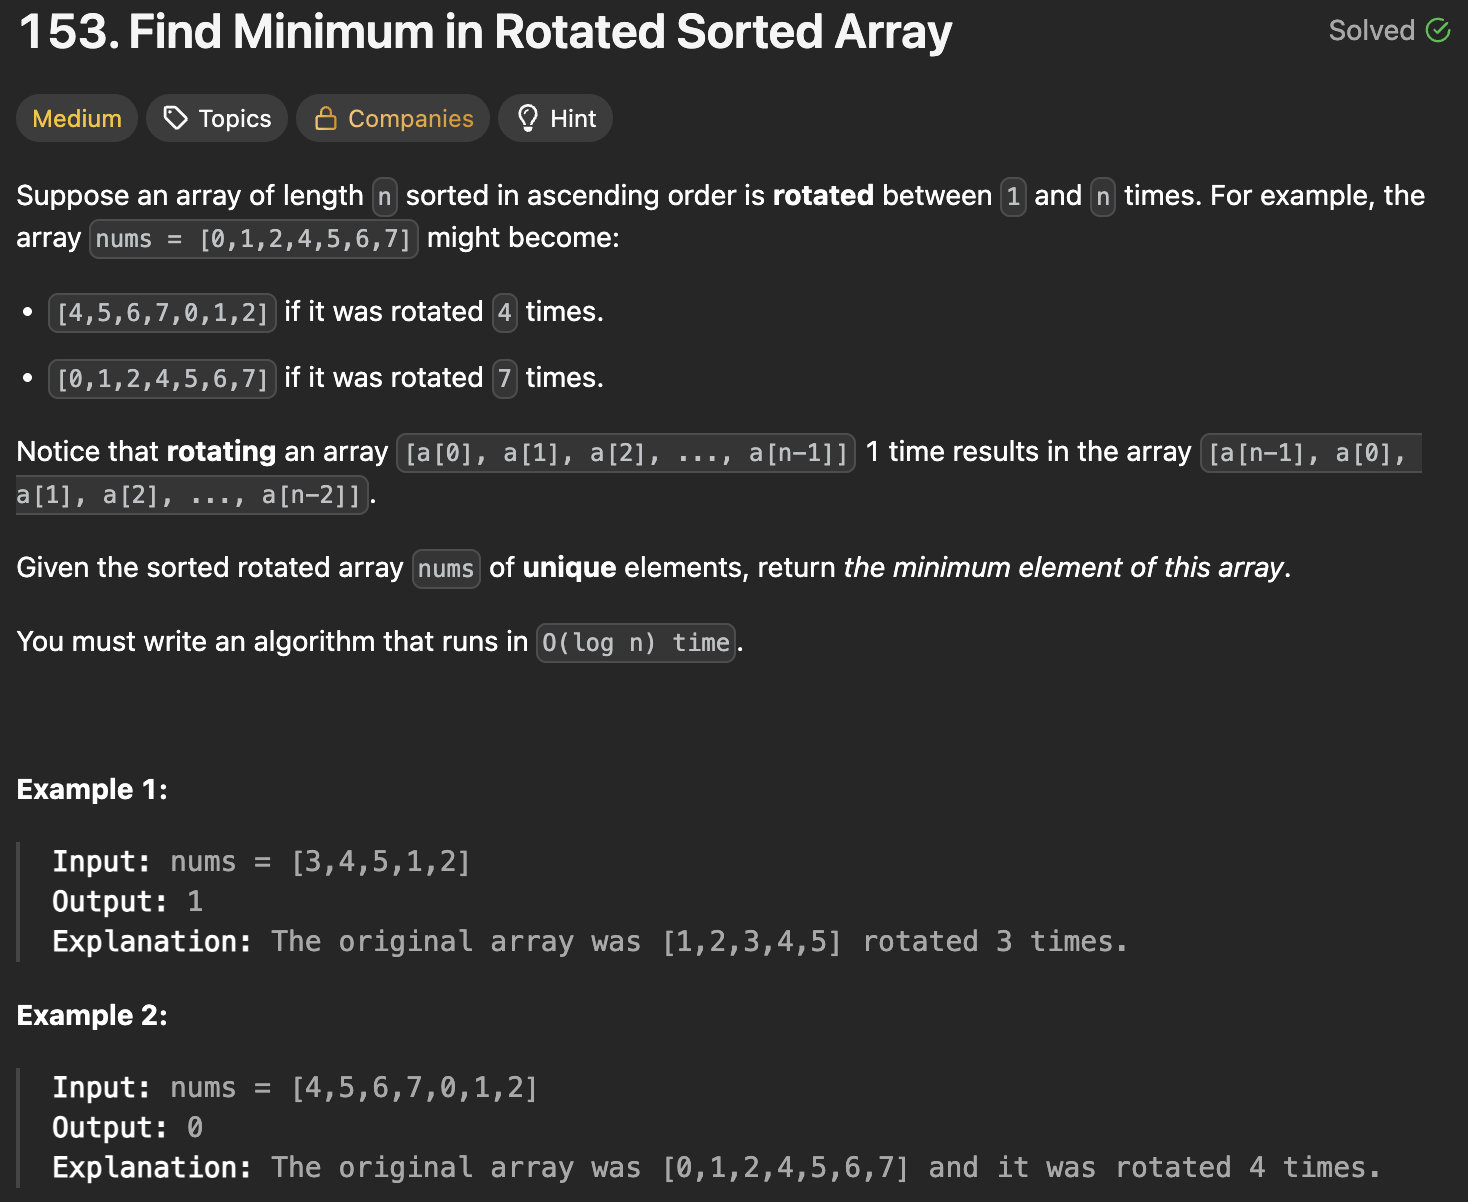 153. Find Minimum in Rotated Sorted Array
Solved
Medium
Topics
Companies
Hint
Suppose an array of length n sorted in ascending order is rotated between 1 and n times. For example, the
array nums = [0,1,2,4,5,6,7] might become:
• [4,5,6,7,0,1,2] if it was rotated 4 times.
• [0,1,2,4,5,6,7] if it was rotated 7 times.
Notice that rotating an array [a[0], a[1], a[2], ..., a[n-1]] 1 time results in the array [a[n-1], a[0],
a[1], a[2], ..., a[n-2]].
Given the sorted rotated array nums of unique elements, return the minimum element of this array.
You must write an algorithm that runs in O(log n) time.
Example 1:
Input: nums = [3,4,5,1,2]
Output: 1
Explanation: The original array was [1,2,3,4,5] rotated 3 times.
Example 2:
Input: nums = [4,5,6,7,0,1,2]
Output: 0
Explanation: The original array was [0,1,2,4,5,6,7] and it was rotated 4 times.